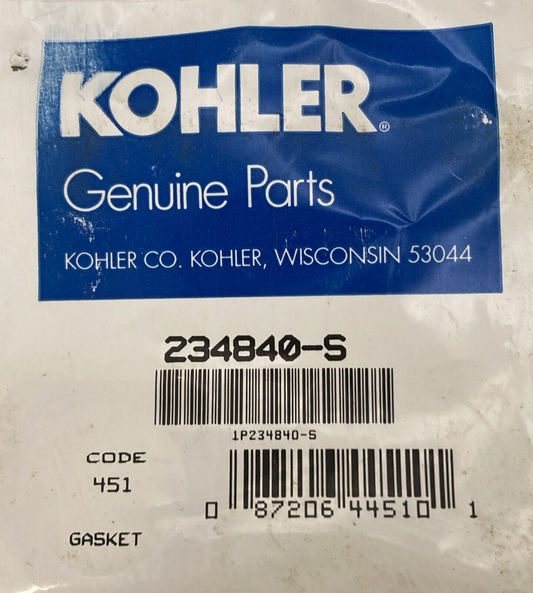 KOHLER®
Genuine Parts
KOHLER CO. KOHLER, WISCONSIN 53044
234840-S
1P234840-S
CODE
451
0 87206 44510 1
GASKET